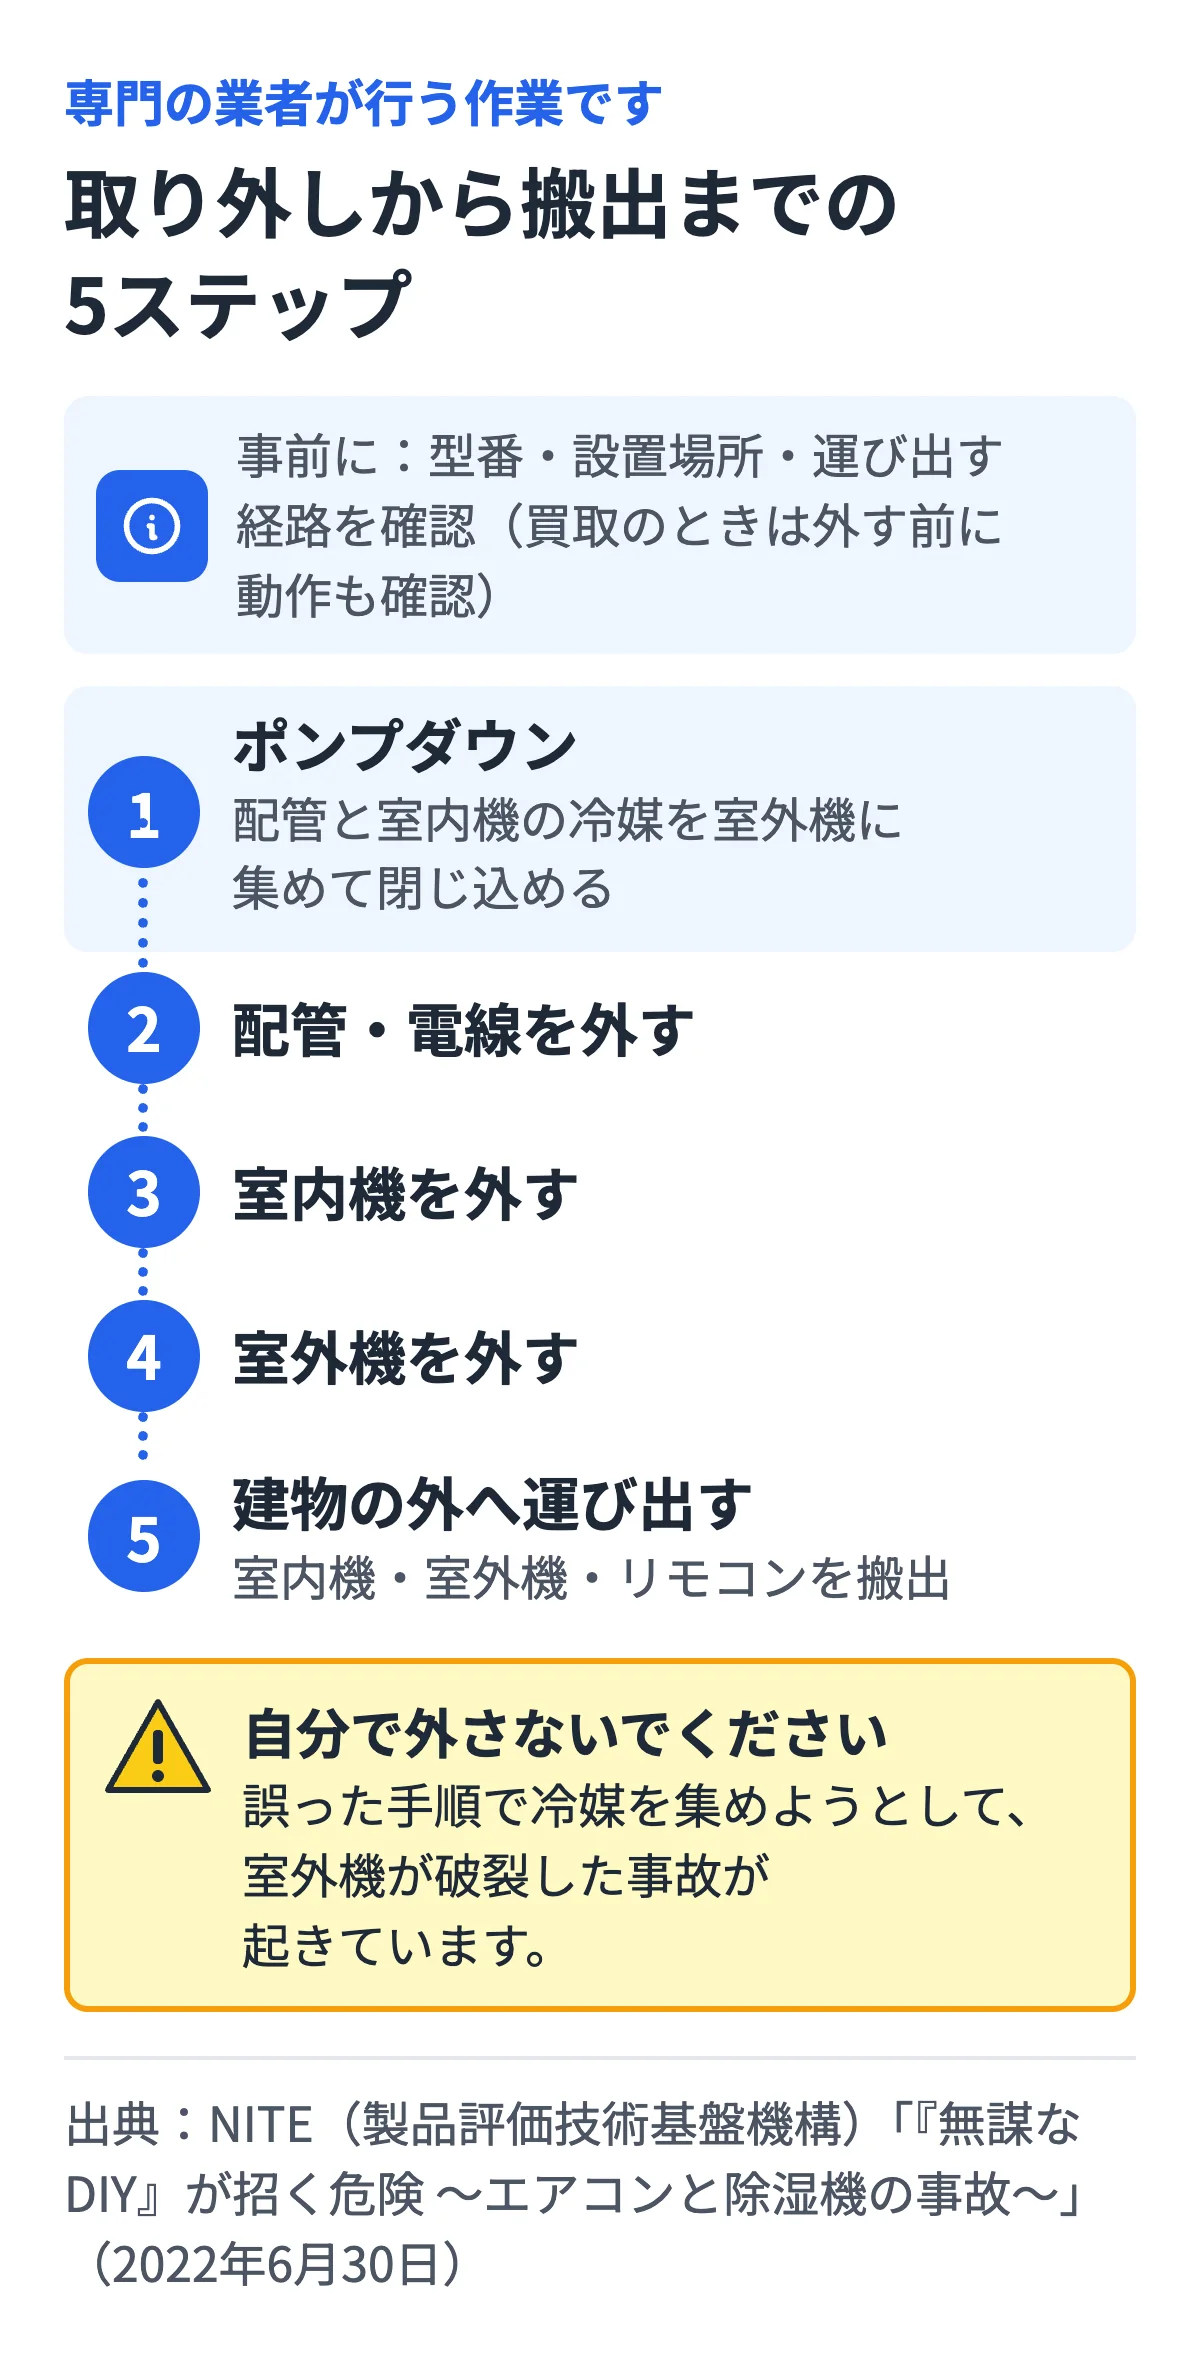 専門の業者が行う作業です
取り外しから搬出までの
5ステップ
事前に：型番・設置場所・運び出す
経路を確認（買取のときは外す前に
動作も確認）
1
ポンプダウン
配管と室内機の冷媒を室外機に
集めて閉じ込める
2
配管・電線を外す
3
室内機を外す
4
室外機を外す
5
建物の外へ運び出す
室内機・室外機・リモコンを搬出
自分で外さないでください
誤った手順で冷媒を集めようとして、
室外機が破裂した事故が
起きています。
出典：NITE（製品評価技術基盤機構）「『無謀な
DIY』が招く危険 〜エアコンと除湿機の事故〜」
（2022年6月30日）